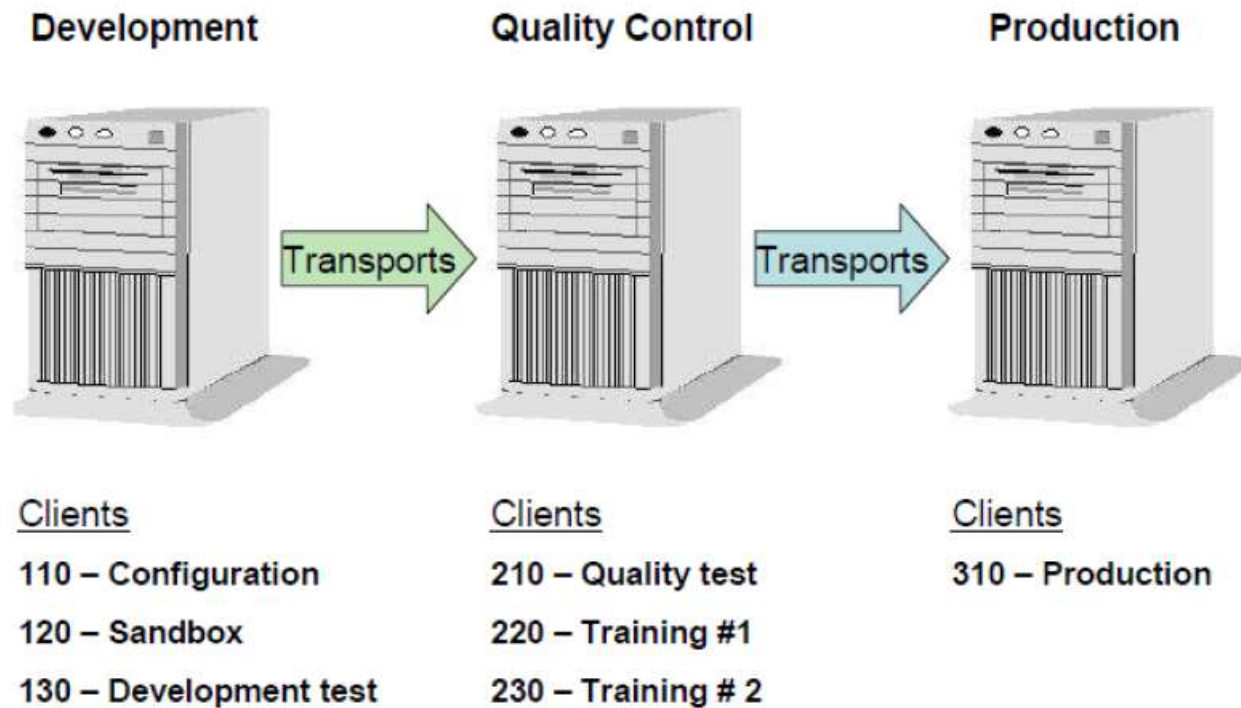 Development
Quality Control
Production
Transports
Transports
Clients
110 – Configuration
120 – Sandbox
130 – Development test
Clients
210 – Quality test
220 – Training #1
230 – Training # 2
Clients
310 – Production